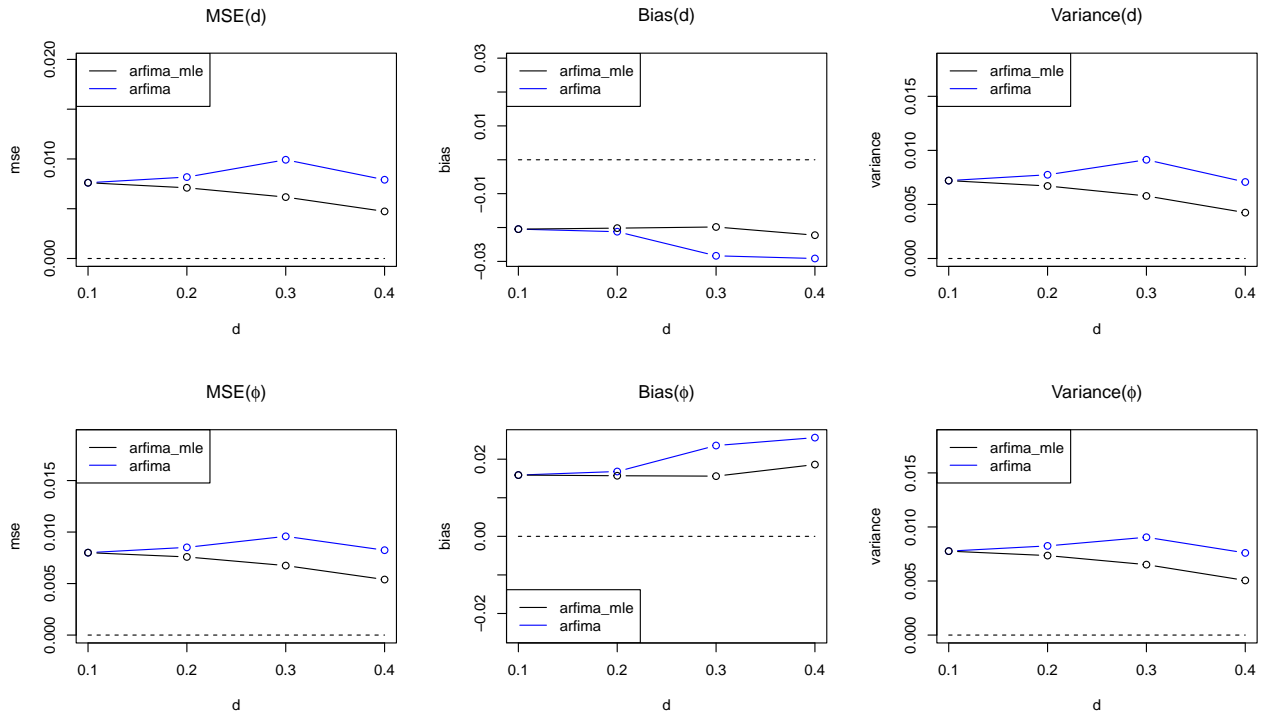 MSE(d)
mse
0.000
0.010
0.020
arfima_mle
arfima
0.1
0.2
0.3
0.4
d
Bias(d)
bias
−0.03
−0.01
0.01
0.03
arfima_mle
arfima
0.1
0.2
0.3
0.4
d
Variance(d)
variance
0.000
0.005
0.010
0.015
arfima_mle
arfima
0.1
0.2
0.3
0.4
d
MSE(ϕ)
mse
0.000
0.005
0.010
0.015
arfima_mle
arfima
0.1
0.2
0.3
0.4
d
Bias(ϕ)
bias
−0.02
0.00
0.02
arfima_mle
arfima
0.1
0.2
0.3
0.4
d
Variance(ϕ)
variance
0.000
0.005
0.010
0.015
arfima_mle
arfima
0.1
0.2
0.3
0.4
d